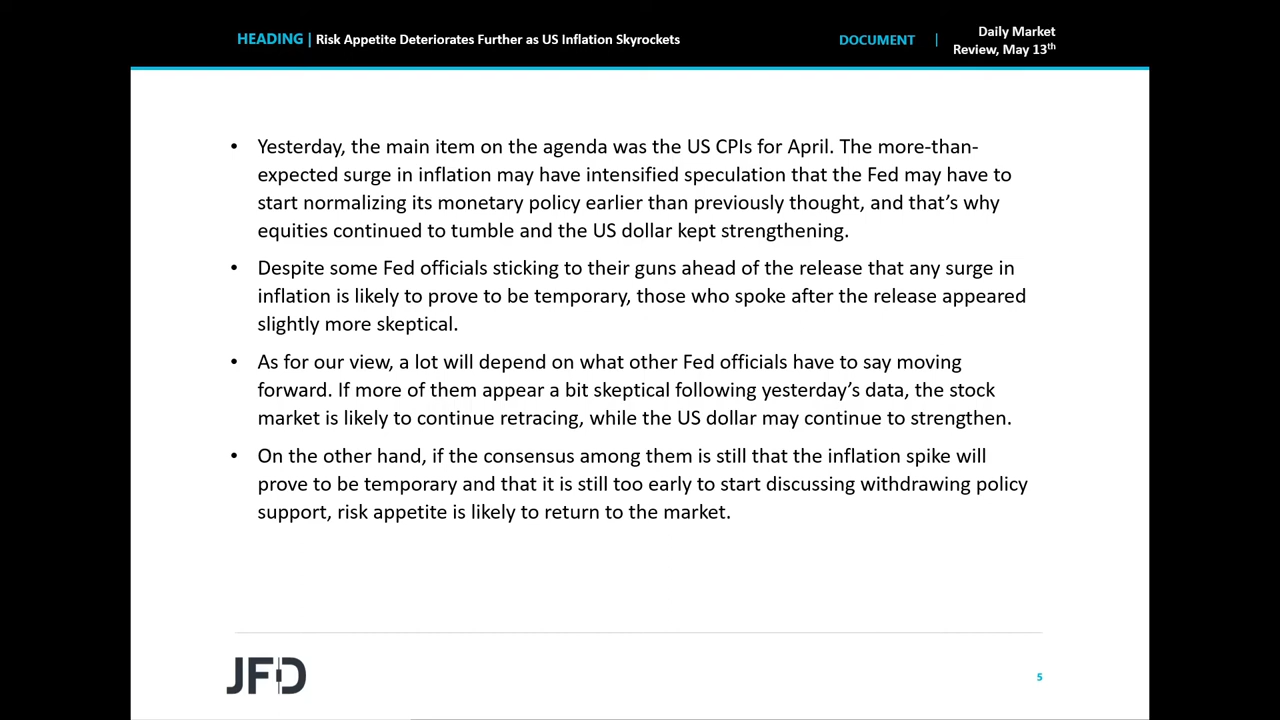 HEADING | Risk Appetite Deteriorates Further as US Inflation Skyrockets
DOCUMENT | Daily Market
Review, May 13th
• Yesterday, the main item on the agenda was the US CPIs for April. The more-than-
expected surge in inflation may have intensified speculation that the Fed may have to
start normalizing its monetary policy earlier than previously thought, and that’s why
equities continued to tumble and the US dollar kept strengthening.
• Despite some Fed officials sticking to their guns ahead of the release that any surge in
inflation is likely to prove to be temporary, those who spoke after the release appeared
slightly more skeptical.
• As for our view, a lot will depend on what other Fed officials have to say moving
forward. If more of them appear a bit skeptical following yesterday’s data, the stock
market is likely to continue retracing, while the US dollar may continue to strengthen.
• On the other hand, if the consensus among them is still that the inflation spike will
prove to be temporary and that it is still too early to start discussing withdrawing policy
support, risk appetite is likely to return to the market.
JFD
5